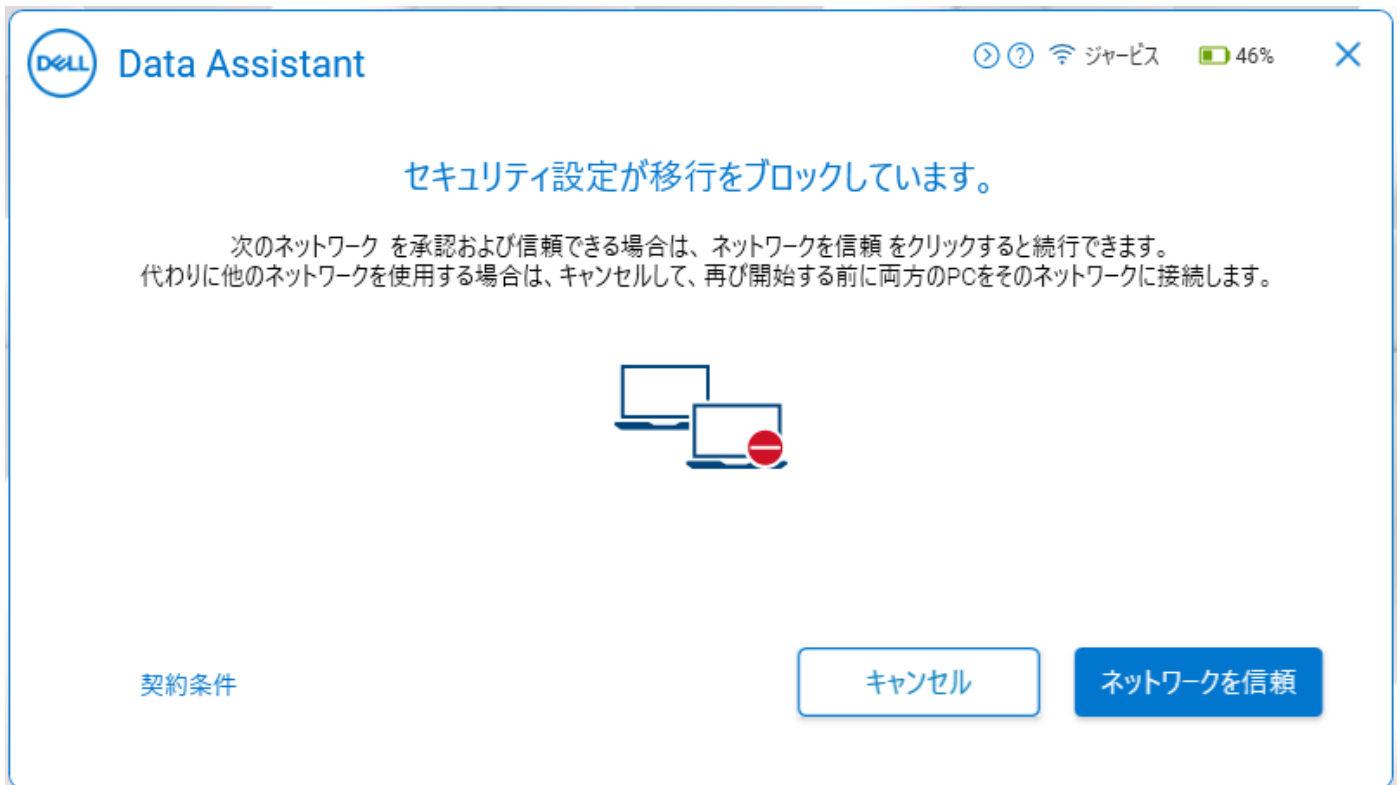 DELL
Data Assistant
ジャービス 46%
セキュリティ設定が移行をブロックしています。
次のネットワーク を承認および信頼できる場合は、ネットワークを信頼 をクリックすると続行できます。
代わりに他のネットワークを使用する場合は、キャンセルして、再び開始する前に両方のPCをそのネットワークに接続します。
契約条件
キャンセル
ネットワークを信頼